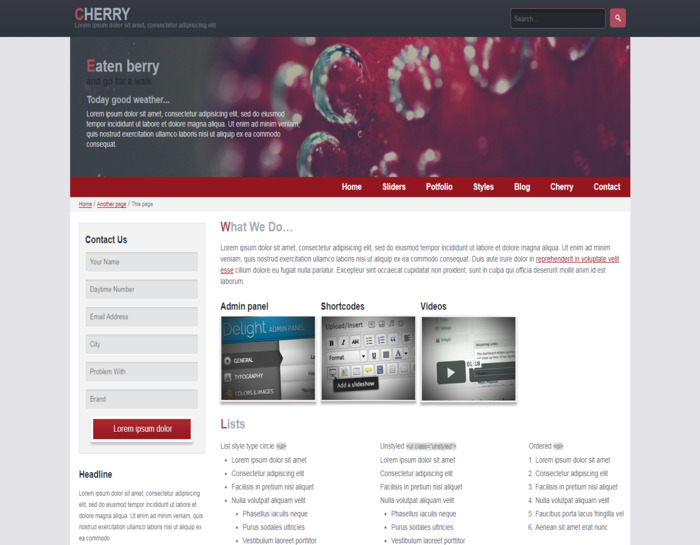 CHERRY
Lorem ipsum dolor sit amet, consectetur adipisicing elit
Search...
Eaten berry
and go for a walk
Today good weather...
Lorem ipsum dolor sit amet, consectetur adipisicing elit, sed do eiusmod
tempor incididunt ut labore et dolore magna aliqua. Ut enim ad minim veniam,
quis nostrud exercitation ullamco laboris nisi ut aliquip ex ea commodo
consequat.
Home Sliders Potfolio Styles Blog Cherry Contact
Home / Another page / This page
Contact Us
Your Name
Daytime Number
Email Address
City
Problem With
Brand
Lorem ipsum dolor
Headline
Lorem ipsum dolor sit amet, consectetur adipisicing
elit, sed do eiusmod tempor incididunt ut labore et
dolore magna aliqua. Ut enim ad minim veniam, quis
nostrud exercitation ullamco laboris nisi ut aliquip ex
ea commodo
What We Do...
Lorem ipsum dolor sit amet, consectetur adipisicing elit, sed do eiusmod tempor incididunt ut labore et dolore magna aliqua. Ut enim ad minim
veniam, quis nostrud exercitation ullamco laboris nisi ut aliquip ex ea commodo consequat. Duis aute irure dolor in reprehenderit in voluptate velit
esse cillum dolore eu fugiat nulla pariatur. Excepteur sint occaecat cupidatat non proident, sunt in culpa qui officia deserunt mollit anim id est
laborum.
Admin panel Shortcodes Videos
Delight ADMIN PANEL
GENERAL
TYPOGRAPHY
COLORS & IMAGES
Upload/Insert
B I ABC
Format U A
Add a slideshow
01:18
Lists
List style type circle <ul>
Lorem ipsum dolor sit amet
Consectetur adipiscing elit
Facilisis in pretium nisl aliquet
Nulla volutpat aliquam velit
Phasellus iaculis neque
Purus sodales ultricies
Vestibulum laoreet porttitor
Unstyled <ul class="unstyled">
Lorem ipsum dolor sit amet
Consectetur adipiscing elit
Facilisis in pretium nisl aliquet
Nulla volutpat aliquam velit
Phasellus iaculis neque
Purus sodales ultricies
Vestibulum laoreet porttitor
Ordered <ol>
1. Lorem ipsum dolor sit amet
2. Consectetur adipiscing elit
3. Facilisis in pretium nisl aliquet
4. Nulla volutpat aliquam velit
5. Faucibus porta lacus fringilla vel
6. Aenean sit amet erat nunc